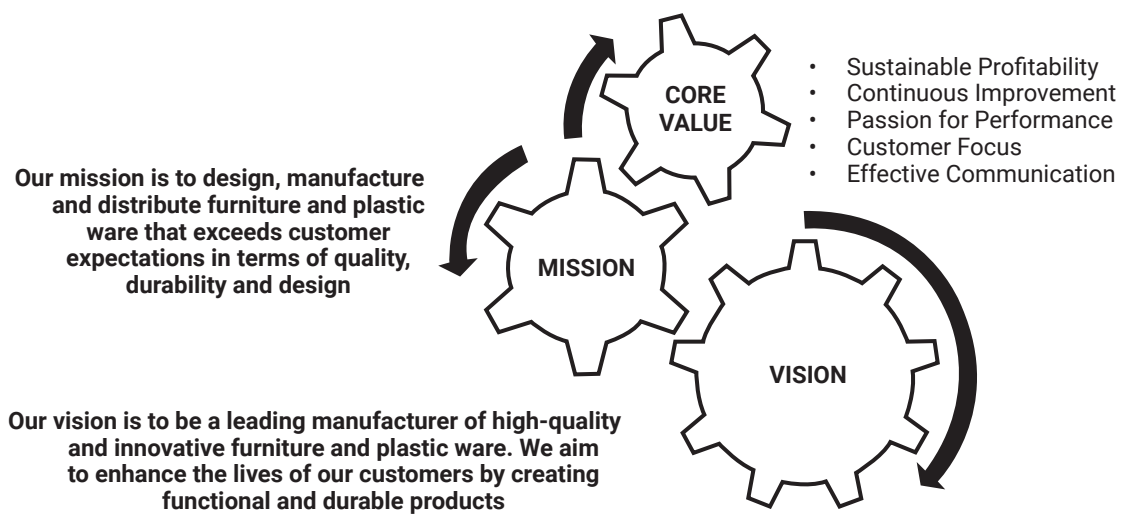 CORE
VALUE
• Sustainable Profitability
• Continuous Improvement
• Passion for Performance
• Customer Focus
• Effective Communication
Our mission is to design, manufacture
and distribute furniture and plastic
ware that exceeds customer
expectations in terms of quality,
durability and design
MISSION
VISION
Our vision is to be a leading manufacturer of high-quality
and innovative furniture and plastic ware. We aim
to enhance the lives of our customers by creating
functional and durable products